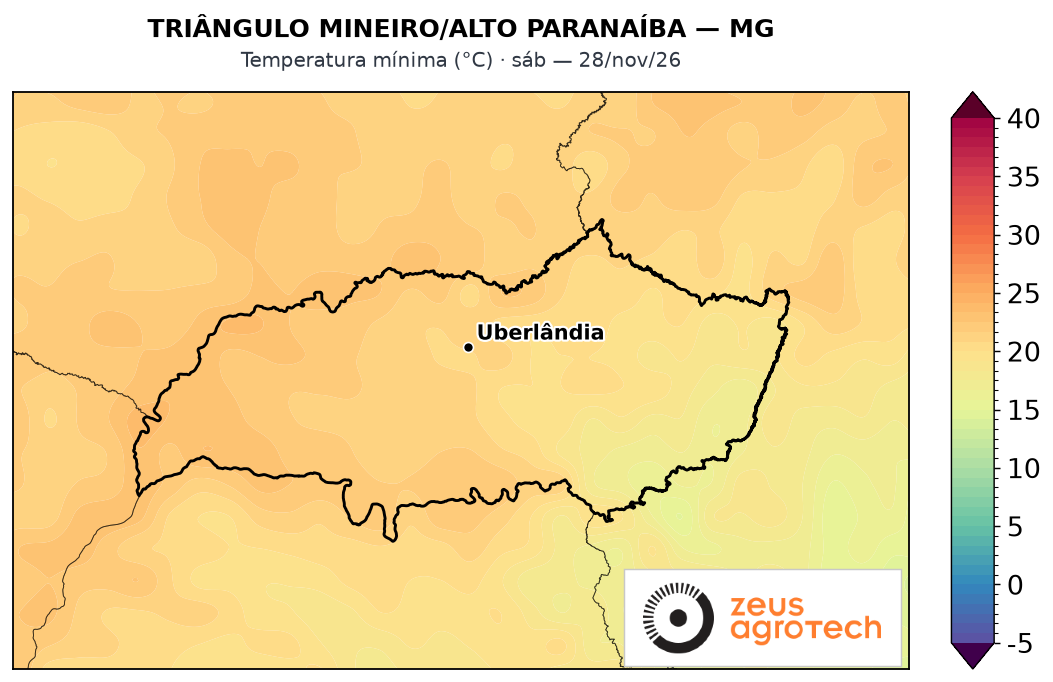 TRIÂNGULO MINEIRO/ALTO PARANAÍBA — MG
Temperatura mínima (°C) · sáb — 28/nov/26
40
35
30
25
20
15
10
5
0
-5
Uberlândia
zeus
agrotech